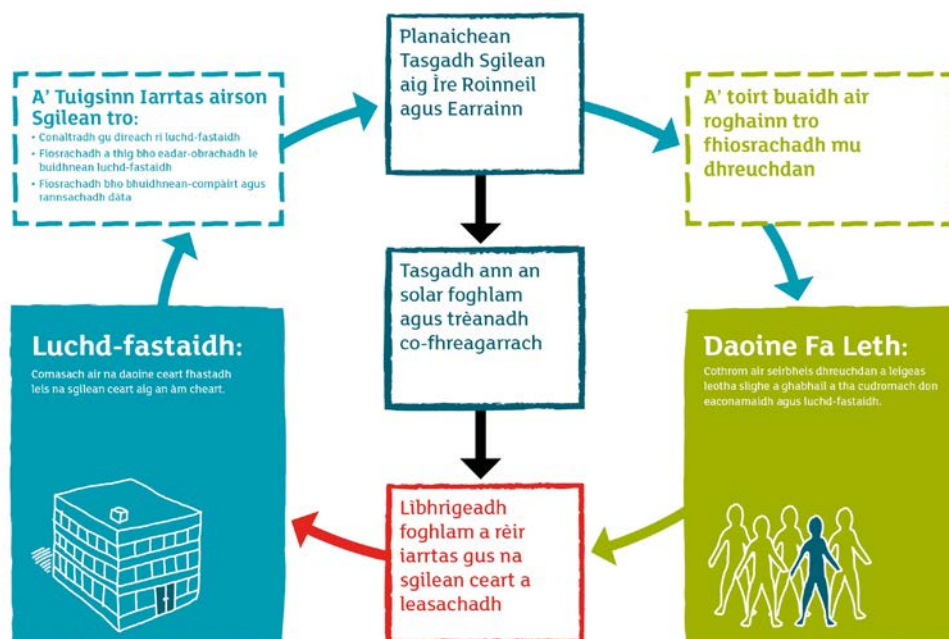 A' Tuigsinn Iarrtas airson
Sgilean tro:
• Conaltradh gu dìreach ri luchd-fastaidh
• Fiosrachadh a thig bho eadar-obrachadh le
buidhnean luchd-fastaidh
• Fiosrachadh bho bhuidhnean-compàirt agus
rannsachadh dàta
Planaichean
Tasgadh Sgilean
aig Ìre Roinneil
agus Earrainn
A' toirt buaidh air
roghainn tro
fhiosrachadh mu
dhreuchdan
Tasgadh ann an
solar foghlam
agus trèanadh
co-fhreagarrach
Luchd-fastaidh:
Comasach air na daoine ceart fhastadh
leis na sgilean ceart aig an àm cheart.
Daoine Fa Leth:
Cothrom air seirbheis dhreuchdan a leigeas
leotha slighe a ghabhail a tha cudromach don
eaconamaidh agus luchd-fastaidh.
Lìbhrigeadh
foghlam a rèir
iarrtas gus na
sgilean ceart a
leasachadh